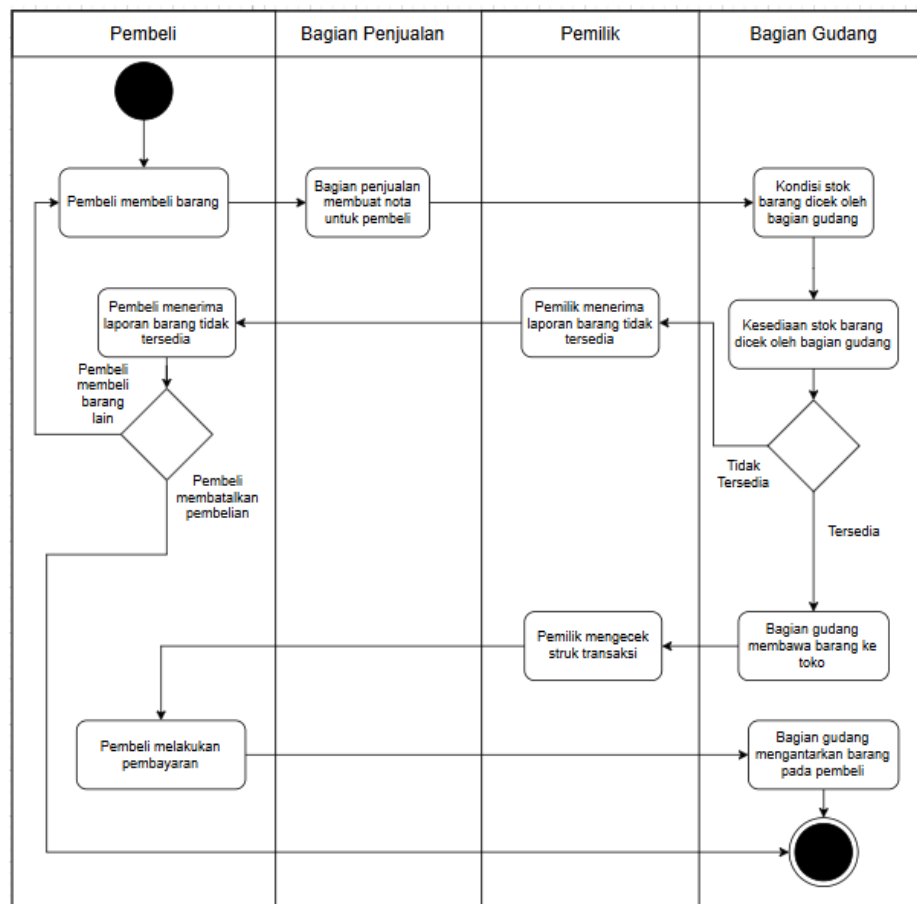 Pembeli
Bagian Penjualan
Pemilik
Bagian Gudang
Pembeli membeli barang
Bagian penjualan
membuat nota
untuk pembeli
Kondisi stok
barang dicek oleh
bagian gudang
Pembeli menerima
laporan barang tidak
tersedia
Pemilik menerima
laporan barang tidak
tersedia
Kesediaan stok barang
dicek oleh bagian gudang
Pembeli
membeli
barang
lain
Tidak
Tersedia
Pembeli
membatalkan
pembelian
Tersedia
Pemilik mengecek
struk transaksi
Bagian gudang
membawa barang ke
toko
Pembeli melakukan
pembayaran
Bagian gudang
mengantarkan barang
pada pembeli